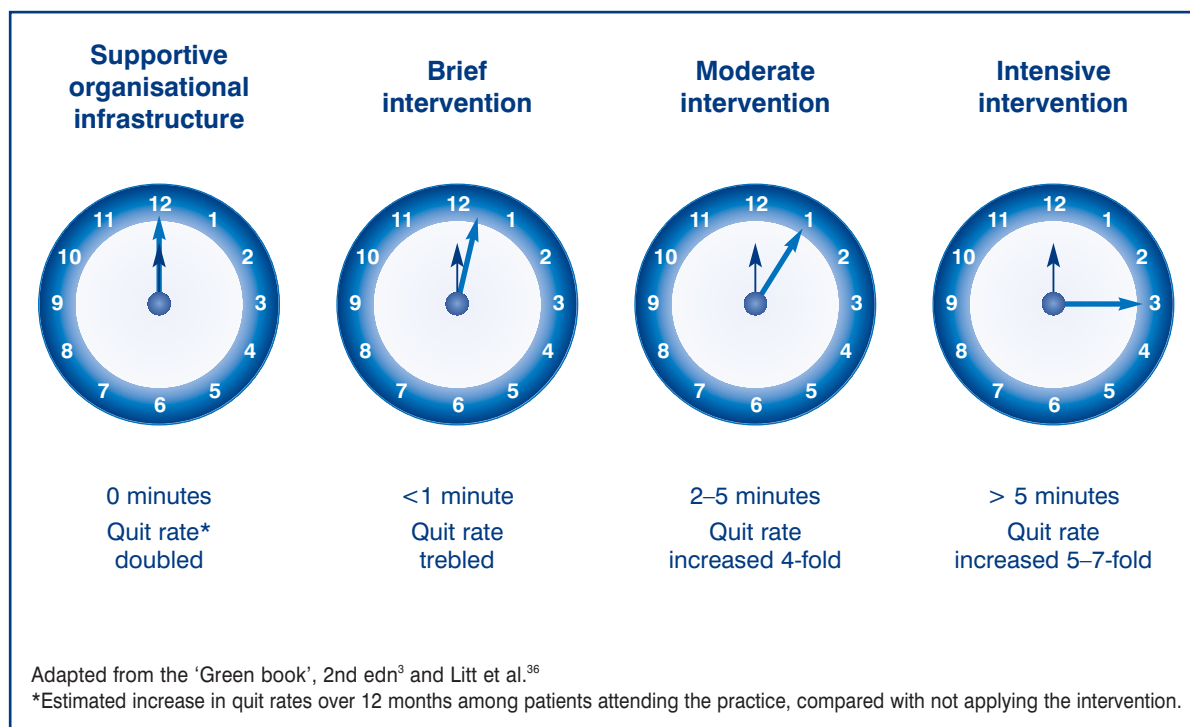 Supportive
organisational
infrastructure
12
1
2
3
4
5
6
7
8
9
10
11
0 minutes
Quit rate*
doubled
Brief
intervention
12
1
2
3
4
5
6
7
8
9
10
11
<1 minute
Quit rate
trebled
Moderate
intervention
12
1
2
3
4
5
6
7
8
9
10
11
2–5 minutes
Quit rate
increased 4-fold
Intensive
intervention
12
1
2
3
4
5
6
7
8
9
10
11
> 5 minutes
Quit rate
increased 5–7-fold
Adapted from the ‘Green book’, 2nd edn³ and Litt et al.³⁶
*Estimated increase in quit rates over 12 months among patients attending the practice, compared with not applying the intervention.